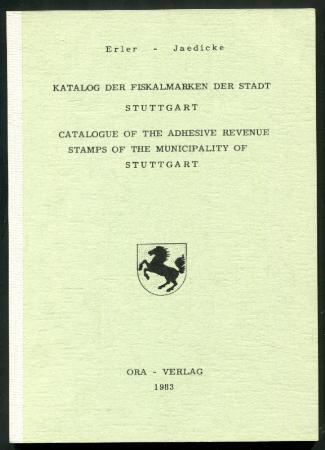 Erler - Jaedicke
KATALOG DER FISKALMARKEN DER STADT
STUTTGART
CATALOGUE OF THE ADHESIVE REVENUE
STAMPS OF THE MUNICIPALITY OF
STUTTGART
ORA - VERLAG
1983